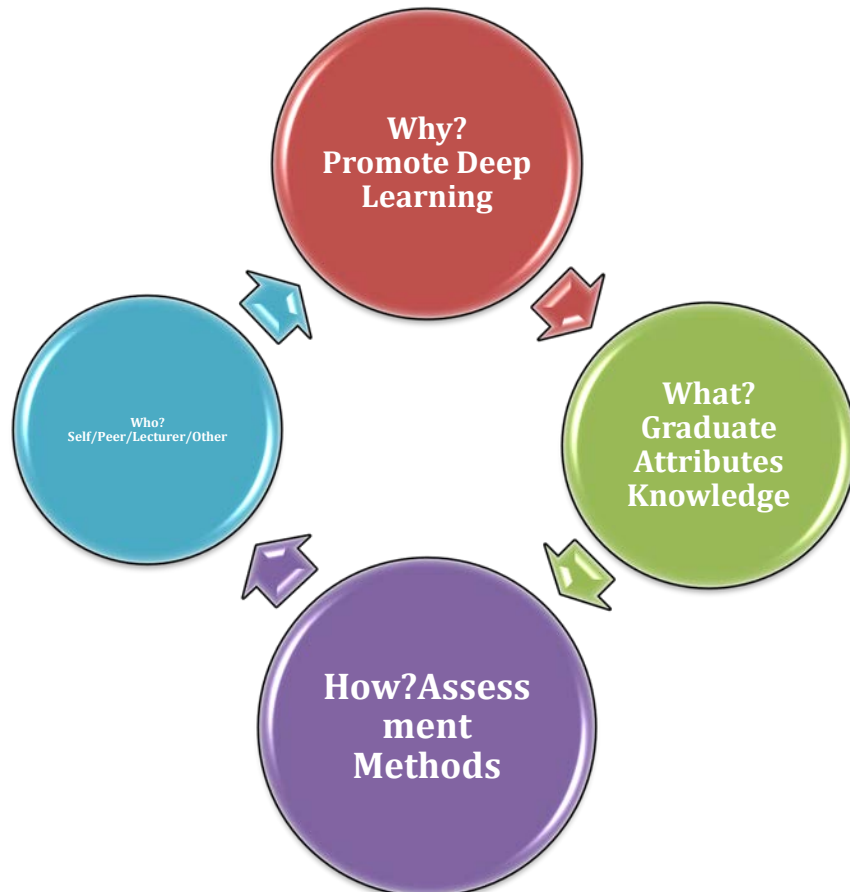 Why?
Promote Deep
Learning
What?
Graduate
Attributes
Knowledge
How?Assess
ment
Methods
Who?
Self/Peer/Lecturer/Other